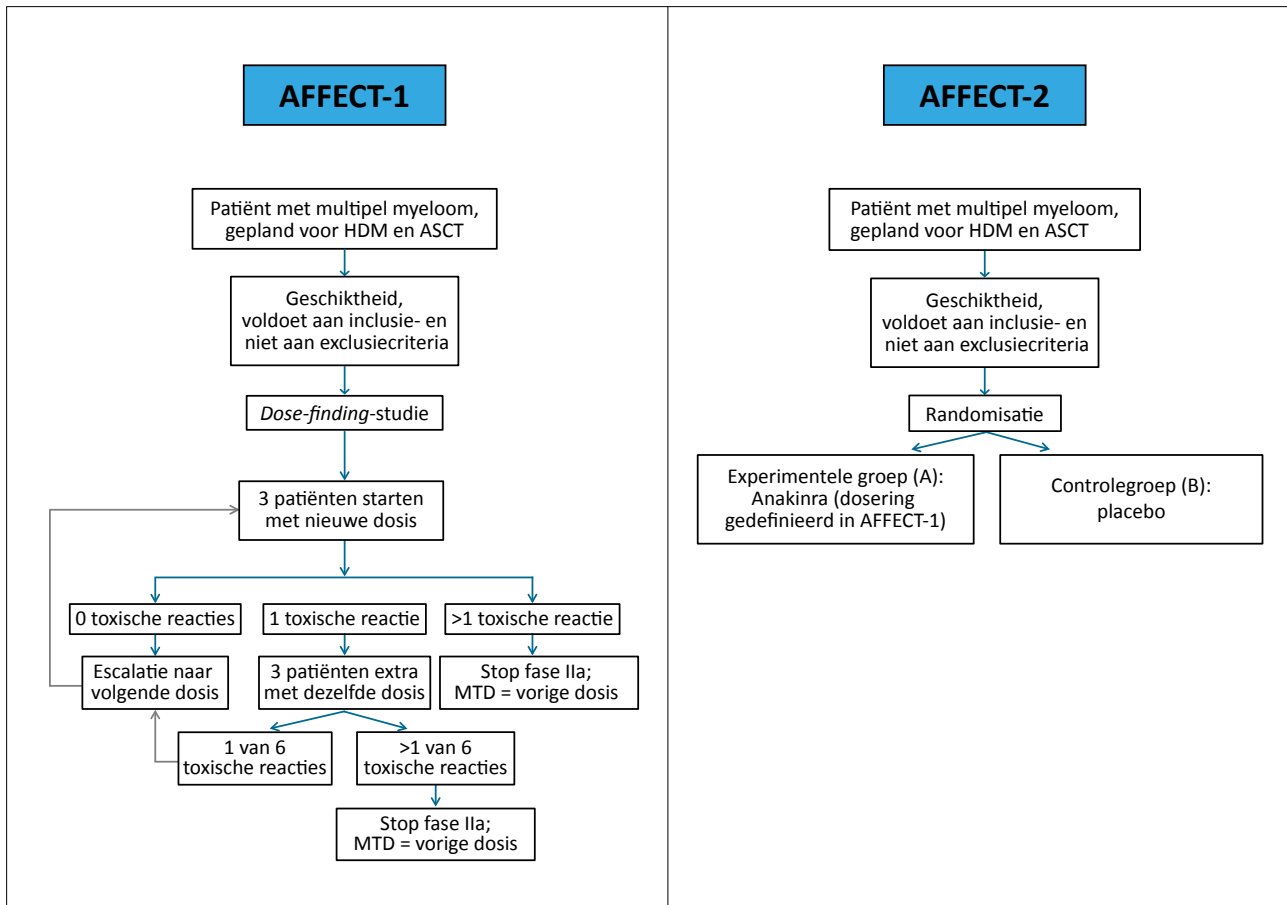 AFFECT-1
Patiënt met multipel myeloom,
gepland voor HDM en ASCT
Geschiktheid,
voldoet aan inclusie- en
niet aan exclusiecriteria
Dose-finding-studie
3 patiënten starten
met nieuwe dosis
0 toxische reacties
1 toxische reactie
>1 toxische reactie
Escalatie naar
volgende dosis
3 patiënten extra
met dezelfde dosis
Stop fase IIa;
MTD = vorige dosis
1 van 6
toxische reacties
>1 van 6
toxische reacties
Stop fase IIa;
MTD = vorige dosis
AFFECT-2
Patiënt met multipel myeloom,
gepland voor HDM en ASCT
Geschiktheid,
voldoet aan inclusie- en
niet aan exclusiecriteria
Randomisatie
Experimentele groep (A):
Anakinra (dosering
gedefinieerd in AFFECT-1)
Controlegroep (B):
placebo